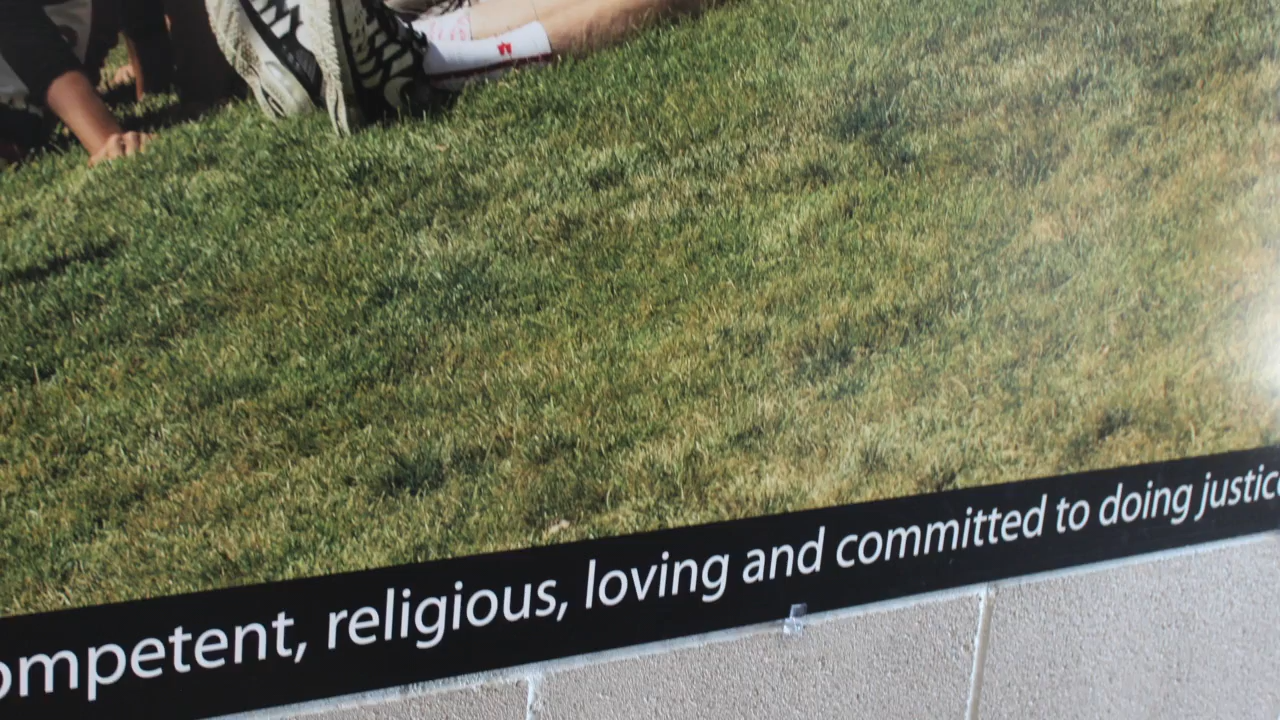 ompetent, religious, loving and committed to doing justic